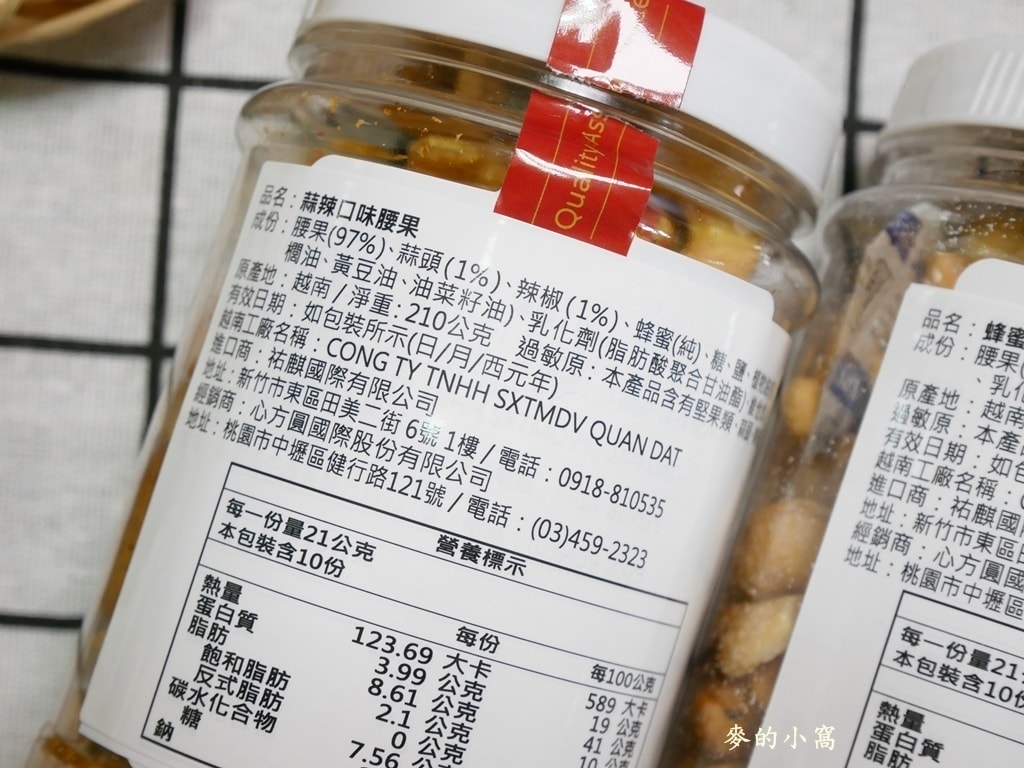 Quality Ass
品名：蒜辣口味腰果
成份：腰果(97%)、蒜頭(1%)、辣椒(1%)、蜂蜜(純)、糖、鹽、
欄油、黃豆油、油菜籽油)、乳化劑(脂肪酸聚合甘油酯)
原產地：越南/淨重：210公克 過敏原：本產品含有堅果類、
有效日期：如包裝所示(日/月/西元年)
越南工廠名稱：CONG TY TNHH SXTMDV QUAN DAT
進口商：祐麒國際有限公司
地址：新竹市東區田美二街6號1樓/電話：0918-810535
經銷商：心方圓國際股份有限公司
地址：桃園市中壢區健行路121號/電話：(03)459-2323
營養標示
每一份量21公克
本包裝含10份
每份 每100公克
熱量 123.69 大卡 589 大卡
蛋白質 3.99 公克 19 公克
脂肪 8.61 公克 41 公克
飽和脂肪 2.1 公克 10 公克
反式脂肪 0 公克
碳水化合物 7.56 公克
糖
鈉
品名：蜂蜜
成份：腰果
、乳化
原產地：越南
過敏原：本產
有效日期：如包
越南工廠名稱：
進口商：祐麒國
地址：新竹市東區田
經銷商：心方圓國
地址：桃園市中壢區
每一份量21
本包裝含10份
熱量
蛋白質
脂肪
麥的小窩